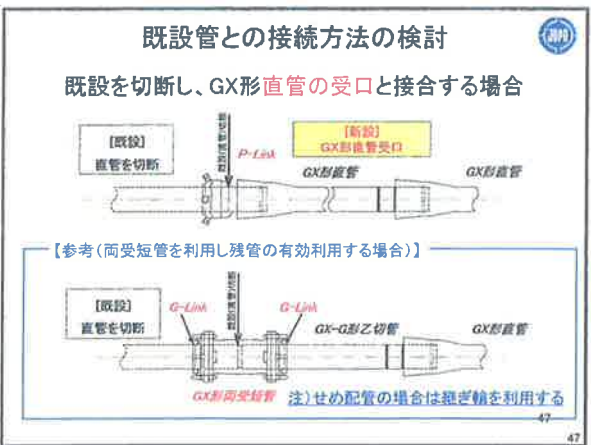 既設管との接続方法の検討
既設を切断し、GX形直管の受口と接合する場合
[既設]
直管を切断
P-Link
[新設]
GX形直管受口
GX形直管
GX形直管
【参考(両受短管を利用し残管の有効利用する場合)】
[既設]
直管を切断
G-Link
G-Link
GX-G形乙切管
GX形直管
GX形両受短管
注)せめ配管の場合は継ぎ輪を利用する
47
47